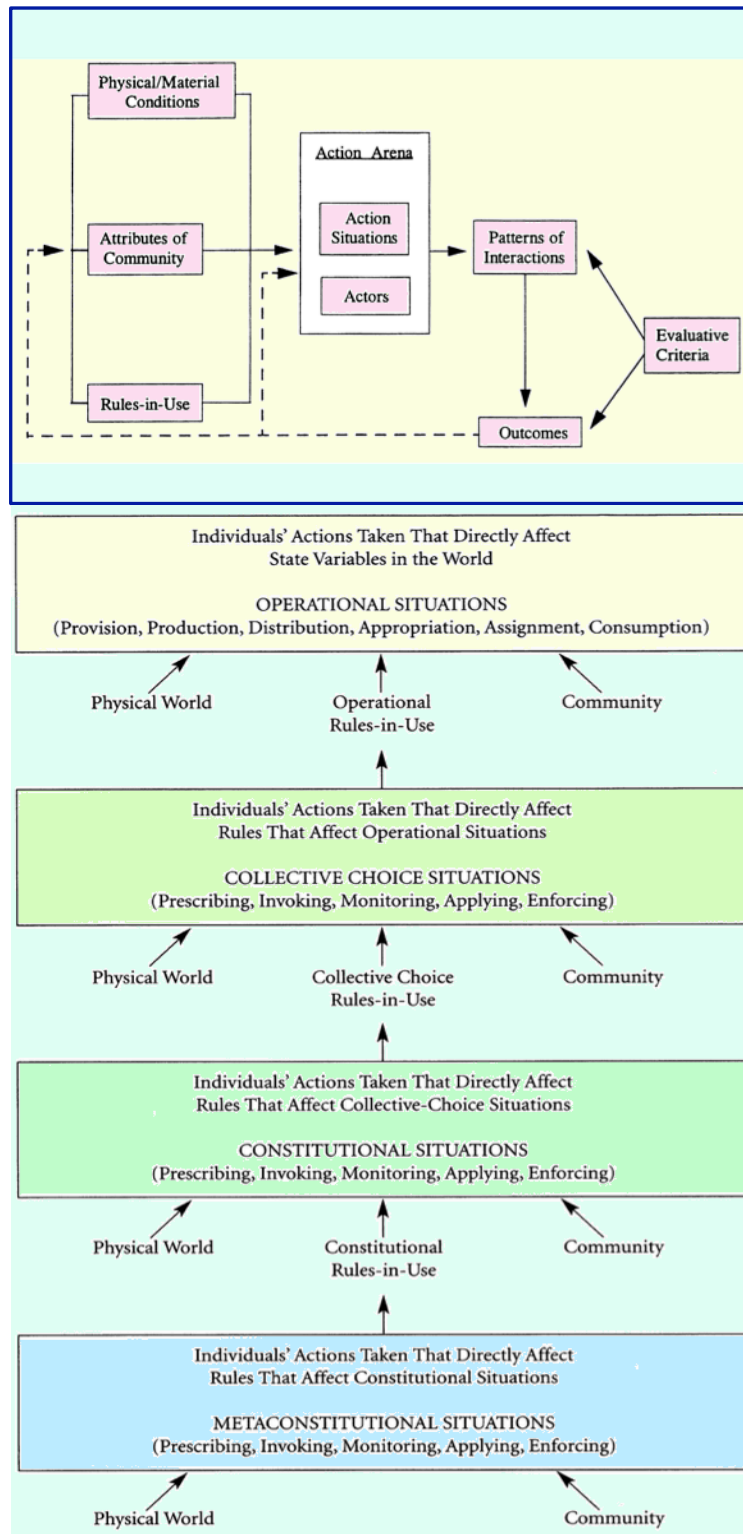 Physical/Material
Conditions
Action Arena
Action
Situations
Attributes of
Community
Patterns of
Interactions
Actors
Evaluative
Criteria
Rules-in-Use
Outcomes
Individuals' Actions Taken That Directly Affect
State Variables in the World
OPERATIONAL SITUATIONS
(Provision, Production, Distribution, Appropriation, Assignment, Consumption)
Physical World
Operational
Rules-in-Use
Community
Individuals' Actions Taken That Directly Affect
Rules That Affect Operational Situations
COLLECTIVE CHOICE SITUATIONS
(Prescribing, Invoking, Monitoring, Applying, Enforcing)
Physical World
Collective Choice
Rules-in-Use
Community
Individuals' Actions Taken That Directly Affect
Rules That Affect Collective-Choice Situations
CONSTITUTIONAL SITUATIONS
(Prescribing, Invoking, Monitoring, Applying, Enforcing)
Physical World
Constitutional
Rules-in-Use
Community
Individuals' Actions Taken That Directly Affect
Rules That Affect Constitutional Situations
METACONSTITUTIONAL SITUATIONS
(Prescribing, Invoking, Monitoring, Applying, Enforcing)
Physical World
Community